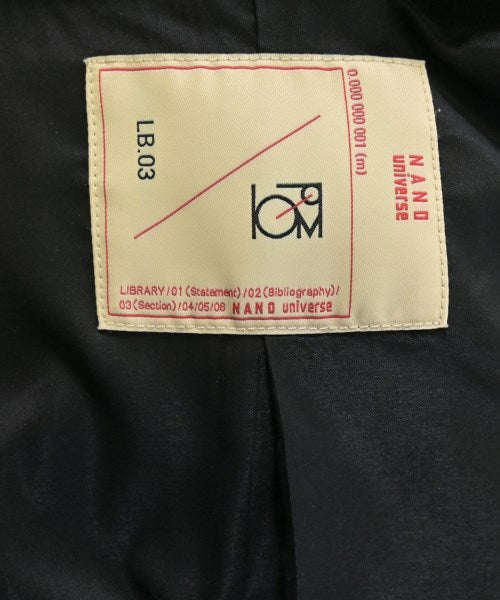 NANO
universe
0.000 000 001 (m)
LB.03
LIBRARY/01(Statement)/02(Bibliography)/
03(Section)/04/05/06 NANO universe